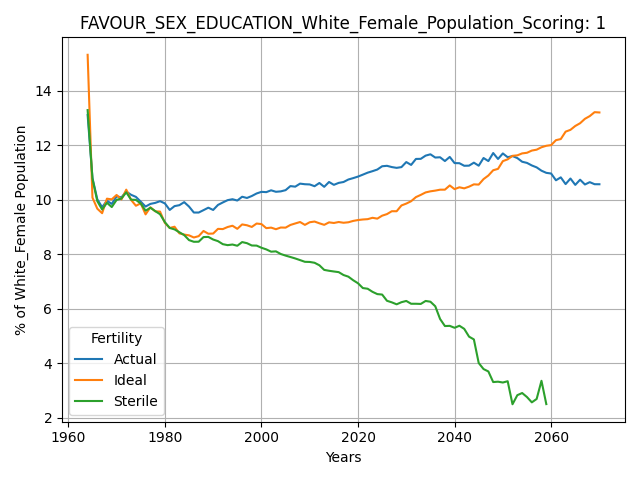 FAVOUR_SEX_EDUCATION_White_Female_Population_Scoring: 1
% of White_Female Population
14
12
10
8
6
4
2
Fertility
Actual
Ideal
Sterile
1960 1980 2000 2020 2040 2060
Years